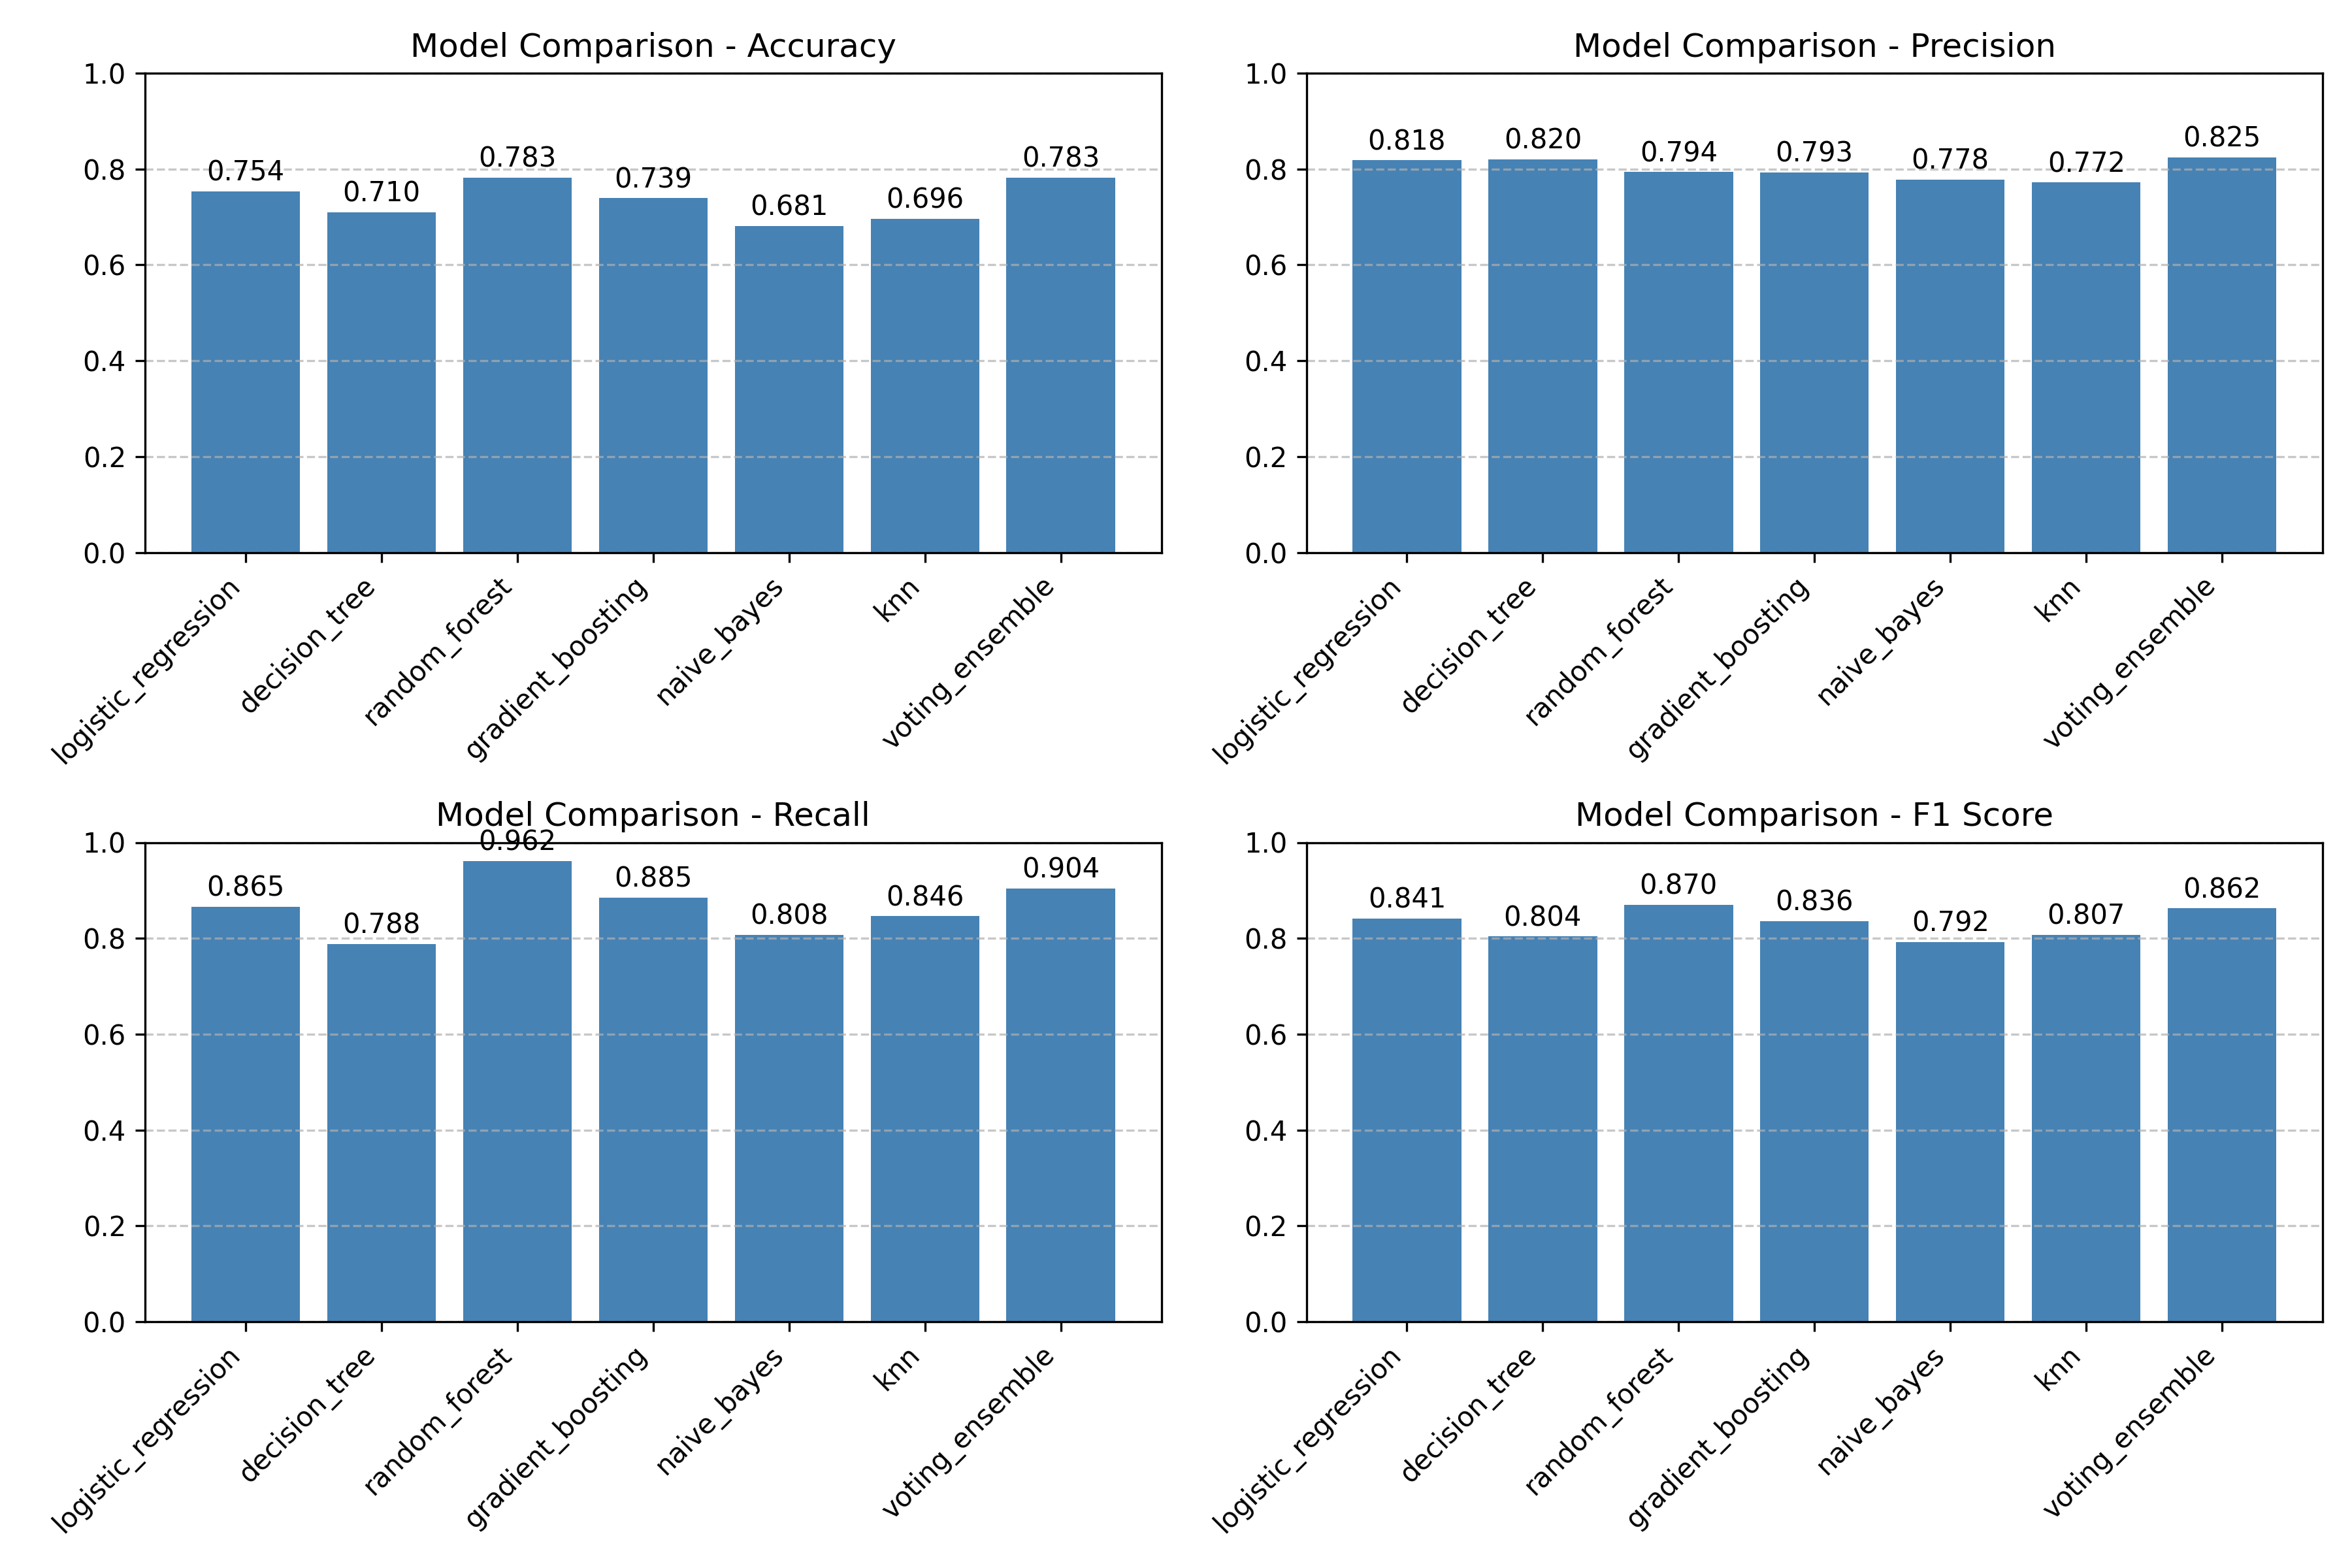 Model Comparison - Accuracy
1.0
0.8
0.6
0.4
0.2
0.0
0.754
0.710
0.783
0.739
0.681
0.696
0.783
logistic_regression
decision_tree
random_forest
gradient_boosting
naive_bayes
knn
voting_ensemble
Model Comparison - Precision
1.0
0.8
0.6
0.4
0.2
0.0
0.818
0.820
0.794
0.793
0.778
0.772
0.825
logistic_regression
decision_tree
random_forest
gradient_boosting
naive_bayes
knn
voting_ensemble
Model Comparison - Recall
1.0
0.8
0.6
0.4
0.2
0.0
0.865
0.788
0.962
0.885
0.808
0.846
0.904
logistic_regression
decision_tree
random_forest
gradient_boosting
naive_bayes
knn
voting_ensemble
Model Comparison - F1 Score
1.0
0.8
0.6
0.4
0.2
0.0
0.841
0.804
0.870
0.836
0.792
0.807
0.862
logistic_regression
decision_tree
random_forest
gradient_boosting
naive_bayes
knn
voting_ensemble